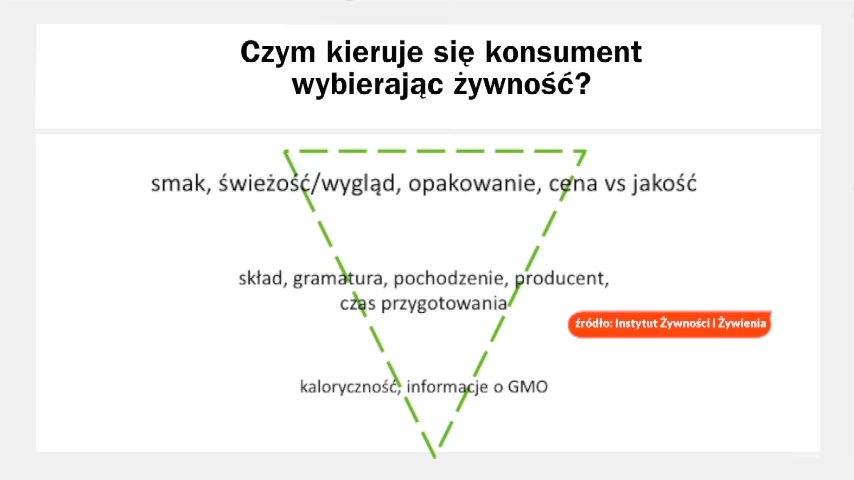 Czym kieruje się konsument
wybierając żywność?
smak, świeżość/wygląd, opakowanie, cena vs jakość
skład, gramatura, pochodzenie, producent,
czas przygotowania
źródło: Instytut Żywności i Żywienia
kaloryczność, informacje o GMO